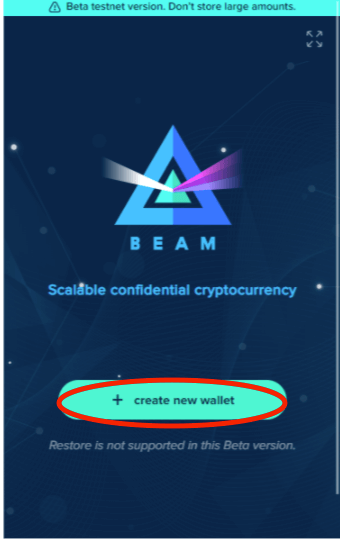 Beta testnet version. Don't store large amounts.
BEAM
Scalable confidential cryptocurrency
+ create new wallet
Restore is not supported in this Beta version.